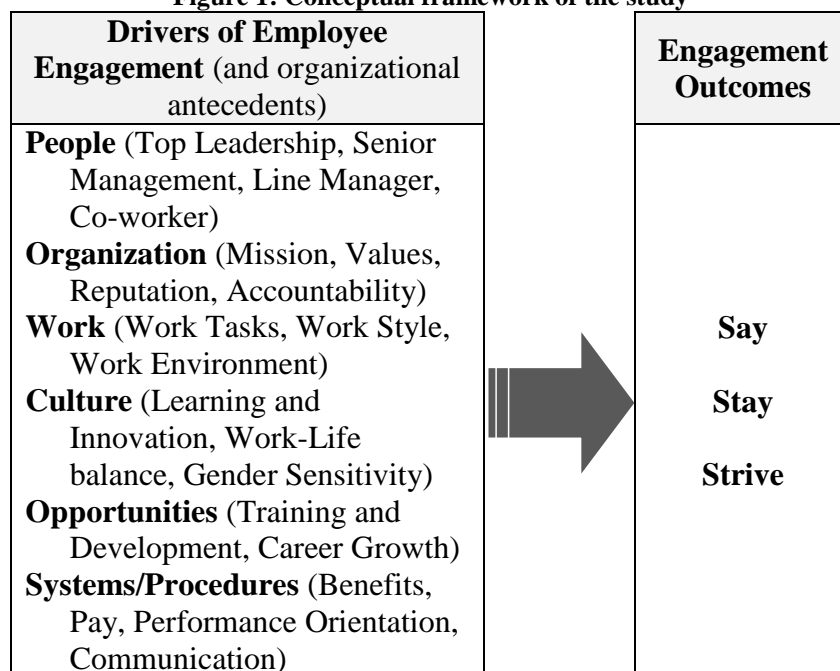 Figure 1: Conceptual framework of the study
Drivers of Employee
Engagement (and organizational
antecedents)
People (Top Leadership, Senior
Management, Line Manager,
Co-worker)
Organization (Mission, Values,
Reputation, Accountability)
Work (Work Tasks, Work Style,
Work Environment)
Culture (Learning and
Innovation, Work-Life
balance, Gender Sensitivity)
Opportunities (Training and
Development, Career Growth)
Systems/Procedures (Benefits,
Pay, Performance Orientation,
Communication)
Engagement
Outcomes
Say
Stay
Strive